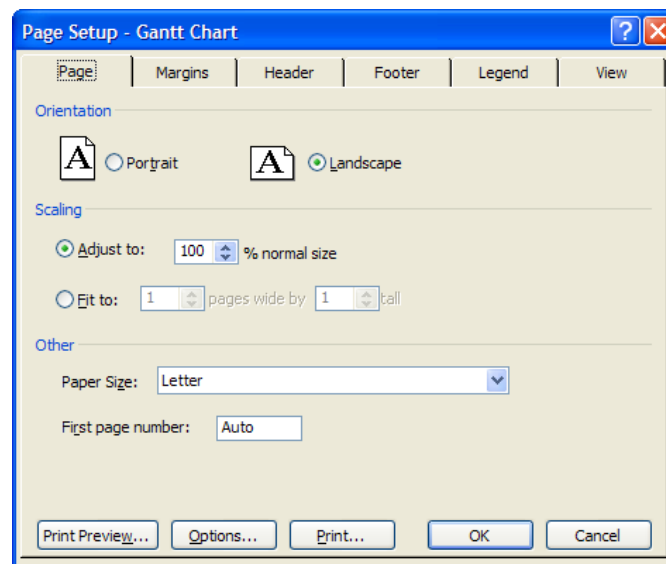 Page Setup - Gantt Chart
Page Margins Header Footer Legend View
Orientation
A Portrait A Landscape
Scaling
Adjust to: 100 % normal size
Fit to: 1 pages wide by 1 tall
Other
Paper Size: Letter
First page number: Auto
Print Preview... Options... Print... OK Cancel